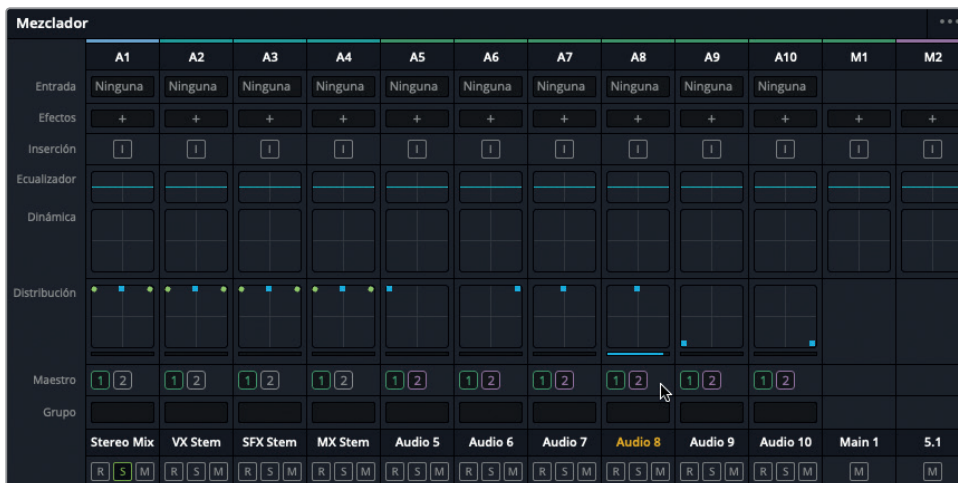 Mezclador
A1 A2 A3 A4 A5 A6 A7 A8 A9 A10 M1 M2
Entrada Ninguna Ninguna Ninguna Ninguna Ninguna Ninguna Ninguna Ninguna Ninguna Ninguna
Efectos + + + + + + + + + + + +
Inserción I I I I I I I I I I I I
Ecualizador
Dinámica
Distribución
Maestro 1 2 1 2 1 2 1 2 1 2 1 2 1 2 1 2 1 2 1 2
Grupo
Stereo Mix VX Stem SFX Stem MX Stem Audio 5 Audio 6 Audio 7 Audio 8 Audio 9 Audio 10 Main 1 5.1
R S M R S M R S M R S M R S M R S M R S M R S M R S M R S M M M